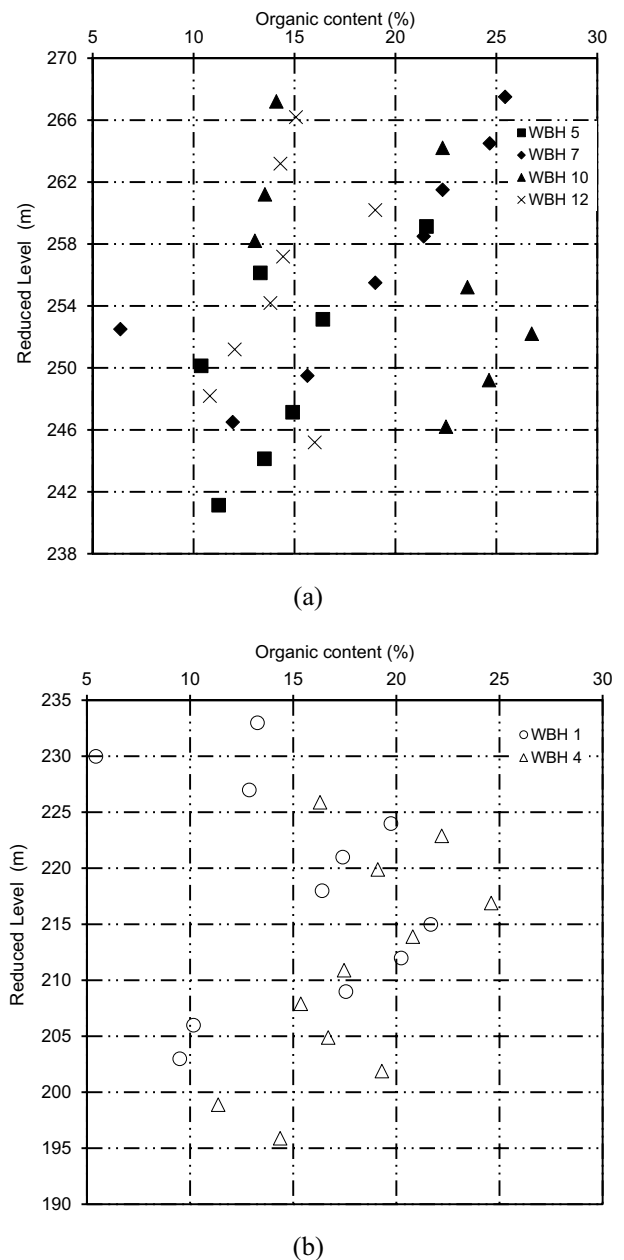 Organic content (%)
5 10 15 20 25 30
270
266
262
258
254
250
246
242
238
Reduced Level (m)
WBH 5
WBH 7
WBH 10
WBH 12
(a)
Organic content (%)
5 10 15 20 25 30
235
230
225
220
215
210
205
200
195
190
Reduced Level (m)
WBH 1
WBH 4
(b)